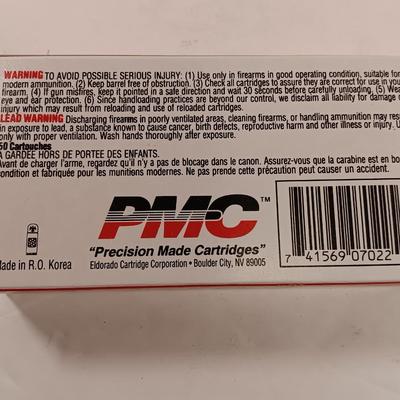 WARNING TO AVOID POSSIBLE SERIOUS INJURY: (1) Use only in firearms in good operating condition, suitable for
modern ammunition. (2) Keep barrel free of obstruction. (3) Check all cartridges to assure they are correct for use in your
firearm, (4) If gun misfires, keep it pointed in a safe direction and wait 30 seconds before carefully unloading. (5) Wea
eye and ear protection. (6) Since handloading practices are beyond our control, we disclaim all liability for damage o
injury which may result from reloading and use of reloaded cartridges.
LEAD WARNING Discharging firearms in poorly ventilated areas, cleaning firearms, or handling ammunition may res
in exposure to lead, a substance known to cause cancer, birth defects, reproductive harm and other illness or injury. U
only with proper ventilation. Wash hands thoroughly after exposure.
50 Cartouches
A GARDÉE HORS DE PORTEE DES ENFANTS.
Avant de charger l'arme, regardez qu'il n'y a pas de blocage dans le canon. Assurez-vous que la carabine est en bo
condition et fabriquée pour les munitions modernes. Ne pas prendre cette précaution peut causer un accident.
PMC™
"Precision Made Cartridges"
Eldorado Cartridge Corporation • Boulder City, NV 89005
Made in R.O. Korea
7 41569 07022